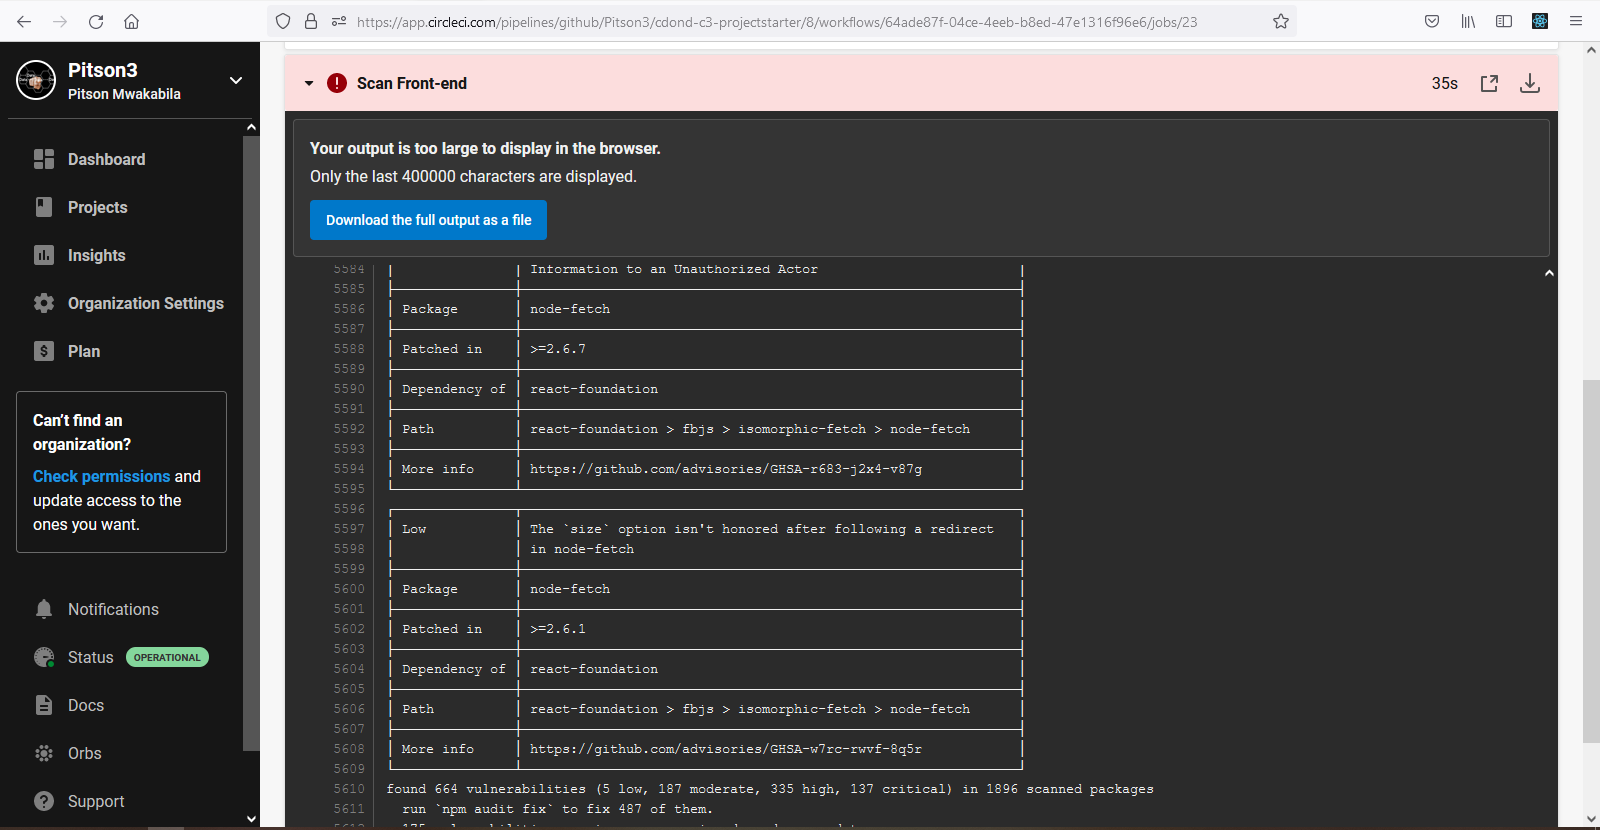 https://app.circleci.com/pipelines/github/Pitson3/cdond-c3-projectstarter/8/workflows/64ade87f-04ce-4eeb-b8ed-47e1316f96e6/jobs/23
Pitson3
Pitson Mwakabila
Dashboard
Projects
Insights
Organization Settings
Plan
Can't find an
organization?
Check permissions and
update access to the
ones you want.
Notifications
Status OPERATIONAL
Docs
Orbs
Support
Scan Front-end 35s
Your output is too large to display in the browser.
Only the last 400000 characters are displayed.
Download the full output as a file
5584 Information to an Unauthorized Actor
5585
5586 Package node-fetch
5587
5588 Patched in >=2.6.7
5589
5590 Dependency of react-foundation
5591
5592 Path react-foundation > fbjs > isomorphic-fetch > node-fetch
5593
5594 More info https://github.com/advisories/GHSA-r683-j2x4-v87g
5595
5596
5597 Low The `size` option isn't honored after following a redirect
5598 in node-fetch
5599
5600 Package node-fetch
5601
5602 Patched in >=2.6.1
5603
5604 Dependency of react-foundation
5605
5606 Path react-foundation > fbjs > isomorphic-fetch > node-fetch
5607
5608 More info https://github.com/advisories/GHSA-w7rc-rwvf-8q5r
5609
5610 found 664 vulnerabilities (5 low, 187 moderate, 335 high, 137 critical) in 1896 scanned packages
5611 run `npm audit fix` to fix 487 of them.